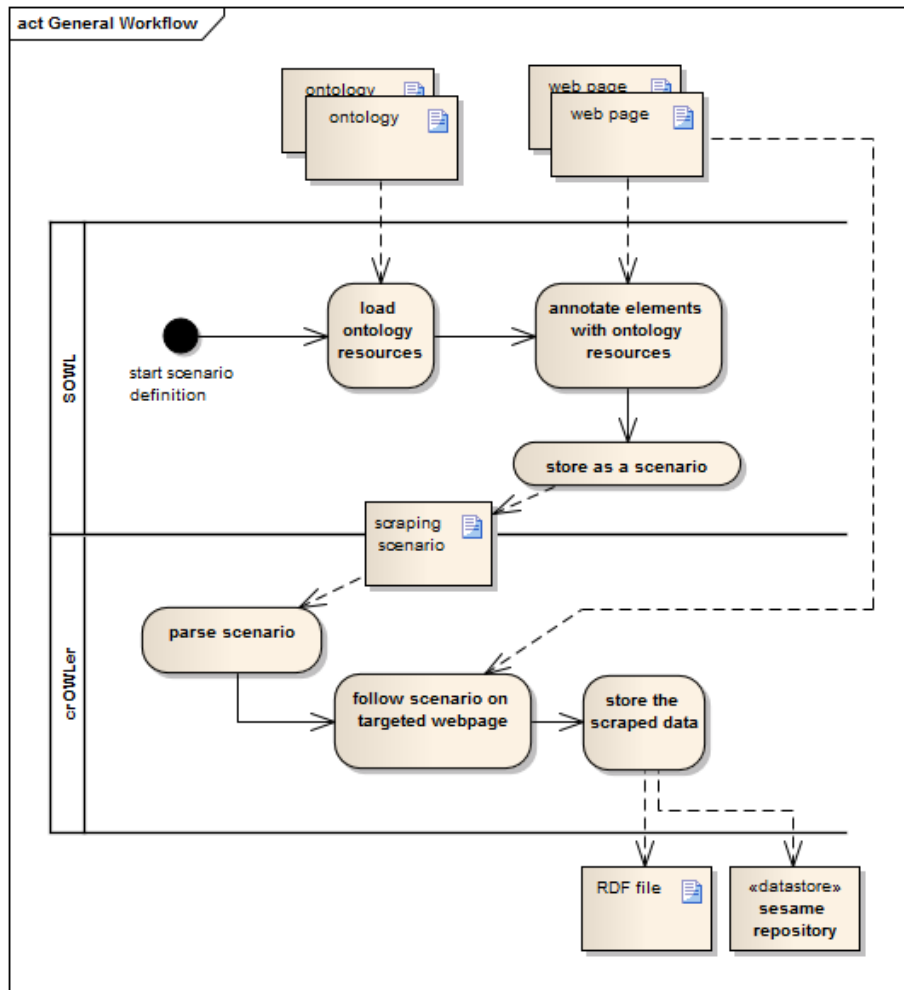 act General Workflow
ontology
ontology
web page
web page
SOWL
start scenario
definition
load
ontology
resources
annotate elements
with ontology
resources
store as a scenario
scraping
scenario
crOWLer
parse scenario
follow scenario on
targeted webpage
store the
scraped data
RDF file
«datastore»
sesame
repository